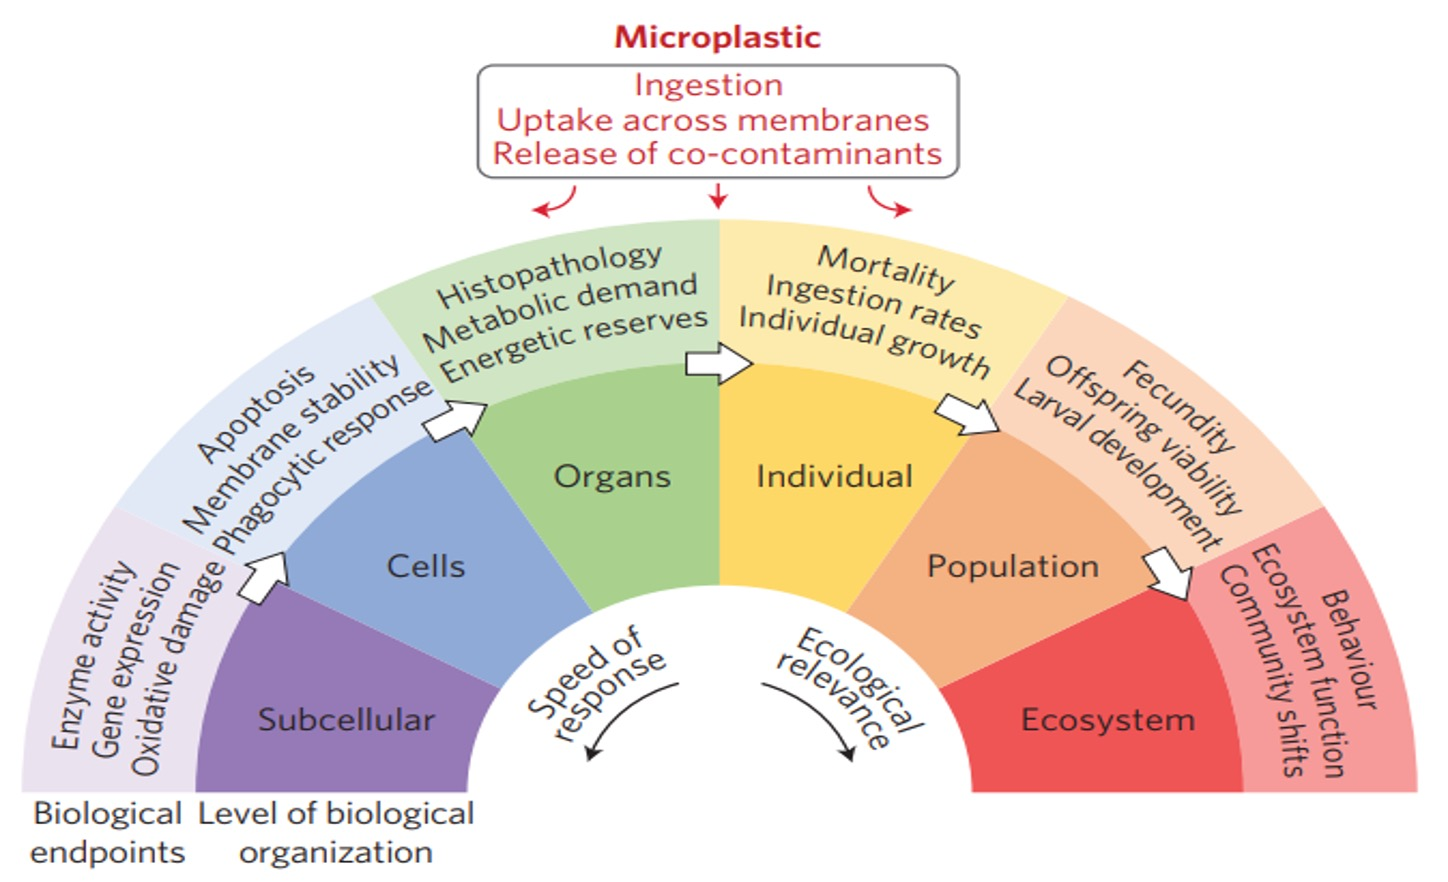 Microplastic
Ingestion
Uptake across membranes
Release of co-contaminants
Enzyme activity
Gene expression
Oxidative damage
Subcellular
Apoptosis
Membrane stability
Phagocytic response
Cells
Histopathology
Metabolic demand
Energetic reserves
Organs
Mortality
Ingestion rates
Individual growth
Individual
Fecundity
Offspring viability
Larval development
Population
Behaviour
Ecosystem function
Community shifts
Ecosystem
Speed of
response
Ecological
relevance
Biological
endpoints
Level of biological
organization